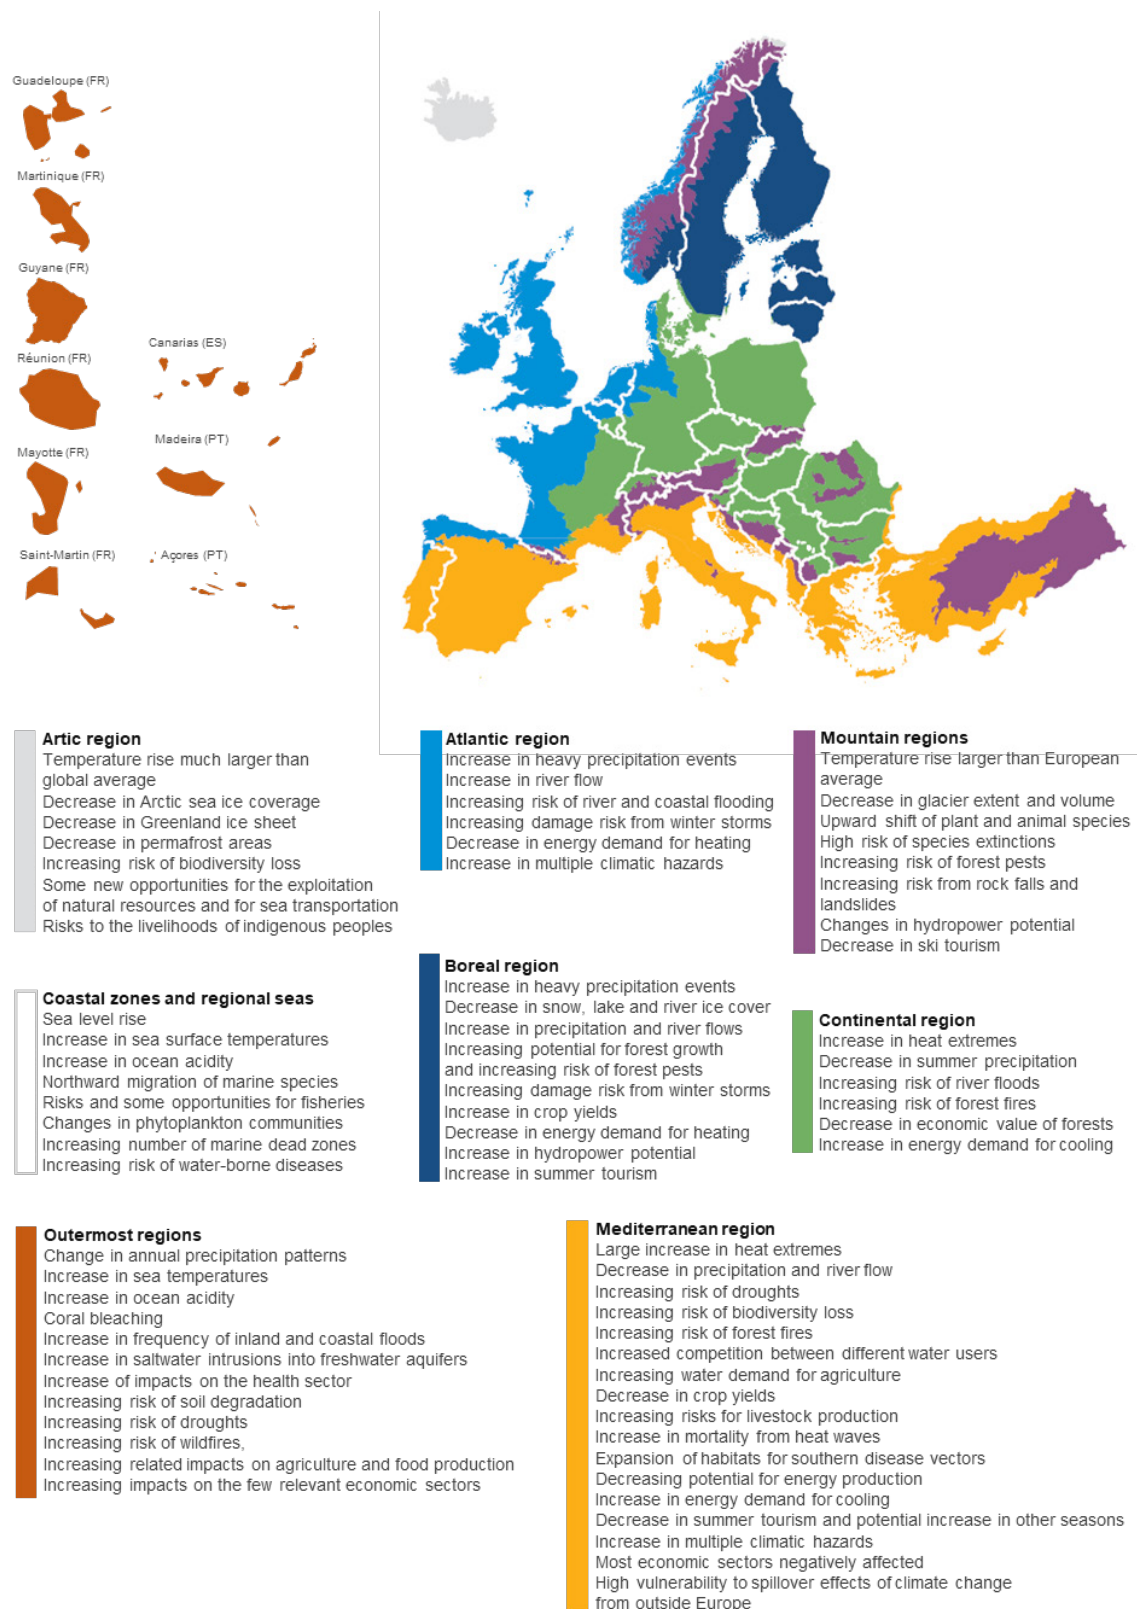 Guadeloupe (FR)
Martinique (FR)
Guyane (FR)
Réunion (FR)
Canarias (ES)
Mayotte (FR)
Madeira (PT)
Saint-Martin (FR)
Açores (PT)
Artic region
Temperature rise much larger than
global average
Decrease in Arctic sea ice coverage
Decrease in Greenland ice sheet
Decrease in permafrost areas
Increasing risk of biodiversity loss
Some new opportunities for the exploitation
of natural resources and for sea transportation
Risks to the livelihoods of indigenous peoples
Atlantic region
Increase in heavy precipitation events
Increase in river flow
Increasing risk of river and coastal flooding
Increasing damage risk from winter storms
Decrease in energy demand for heating
Increase in multiple climatic hazards
Mountain regions
Temperature rise larger than European
average
Decrease in glacier extent and volume
Upward shift of plant and animal species
High risk of species extinctions
Increasing risk of forest pests
Increasing risk from rock falls and
landslides
Changes in hydropower potential
Decrease in ski tourism
Coastal zones and regional seas
Sea level rise
Increase in sea surface temperatures
Increase in ocean acidity
Northward migration of marine species
Risks and some opportunities for fisheries
Changes in phytoplankton communities
Increasing number of marine dead zones
Increasing risk of water-borne diseases
Boreal region
Increase in heavy precipitation events
Decrease in snow, lake and river ice cover
Increase in precipitation and river flows
Increasing potential for forest growth
and increasing risk of forest pests
Increasing damage risk from winter storms
Increase in crop yields
Decrease in energy demand for heating
Increase in hydropower potential
Increase in summer tourism
Continental region
Increase in heat extremes
Decrease in summer precipitation
Increasing risk of river floods
Increasing risk of forest fires
Decrease in economic value of forests
Increase in energy demand for cooling
Outermost regions
Change in annual precipitation patterns
Increase in sea temperatures
Increase in ocean acidity
Coral bleaching
Increase in frequency of inland and coastal floods
Increase in saltwater intrusions into freshwater aquifers
Increase of impacts on the health sector
Increasing risk of soil degradation
Increasing risk of droughts
Increasing risk of wildfires,
Increasing related impacts on agriculture and food production
Increasing impacts on the few relevant economic sectors
Mediterranean region
Large increase in heat extremes
Decrease in precipitation and river flow
Increasing risk of droughts
Increasing risk of biodiversity loss
Increasing risk of forest fires
Increased competition between different water users
Increasing water demand for agriculture
Decrease in crop yields
Increasing risks for livestock production
Increase in mortality from heat waves
Expansion of habitats for southern disease vectors
Decreasing potential for energy production
Increase in energy demand for cooling
Decrease in summer tourism and potential increase in other seasons
Increase in multiple climatic hazards
Most economic sectors negatively affected
High vulnerability to spillover effects of climate change
from outside Europe